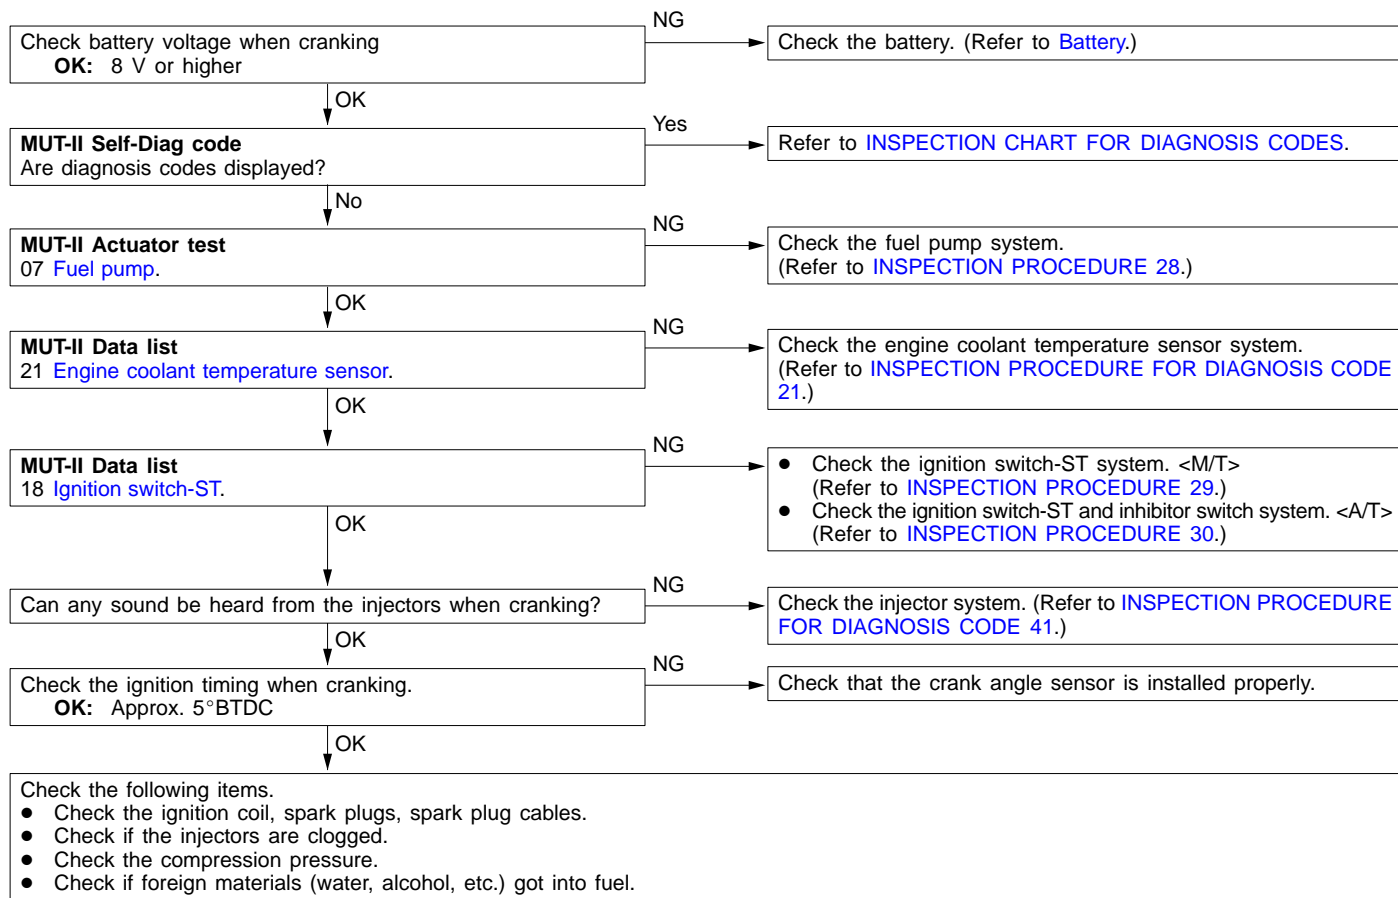 NG
Check battery voltage when cranking
OK: 8 V or higher
Check the battery. (Refer to Battery.)
OK
MUT-II Self-Diag code
Are diagnosis codes displayed?
Yes
Refer to INSPECTION CHART FOR DIAGNOSIS CODES.
No
MUT-II Actuator test
07 Fuel pump.
NG
Check the fuel pump system.
(Refer to INSPECTION PROCEDURE 28.)
OK
MUT-II Data list
21 Engine coolant temperature sensor.
NG
Check the engine coolant temperature sensor system.
(Refer to INSPECTION PROCEDURE FOR DIAGNOSIS CODE
21.)
OK
MUT-II Data list
18 Ignition switch-ST.
NG
● Check the ignition switch-ST system. <M/T>
(Refer to INSPECTION PROCEDURE 29.)
● Check the ignition switch-ST and inhibitor switch system. <A/T>
(Refer to INSPECTION PROCEDURE 30.)
OK
Can any sound be heard from the injectors when cranking?
NG
Check the injector system. (Refer to INSPECTION PROCEDURE
FOR DIAGNOSIS CODE 41.)
OK
Check the ignition timing when cranking.
OK: Approx. 5°BTDC
NG
Check that the crank angle sensor is installed properly.
OK
Check the following items.
● Check the ignition coil, spark plugs, spark plug cables.
● Check if the injectors are clogged.
● Check the compression pressure.
● Check if foreign materials (water, alcohol, etc.) got into fuel.